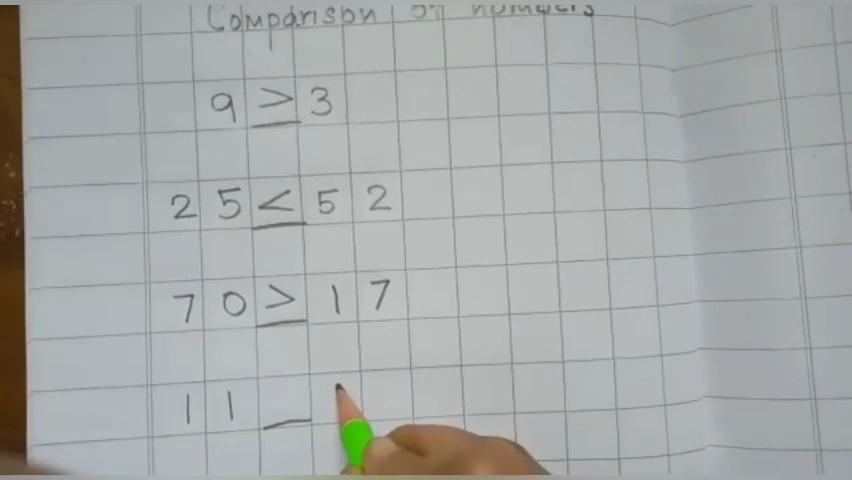 Comparison of numbers
9 > 3
25 < 52
70 > 17
11 _